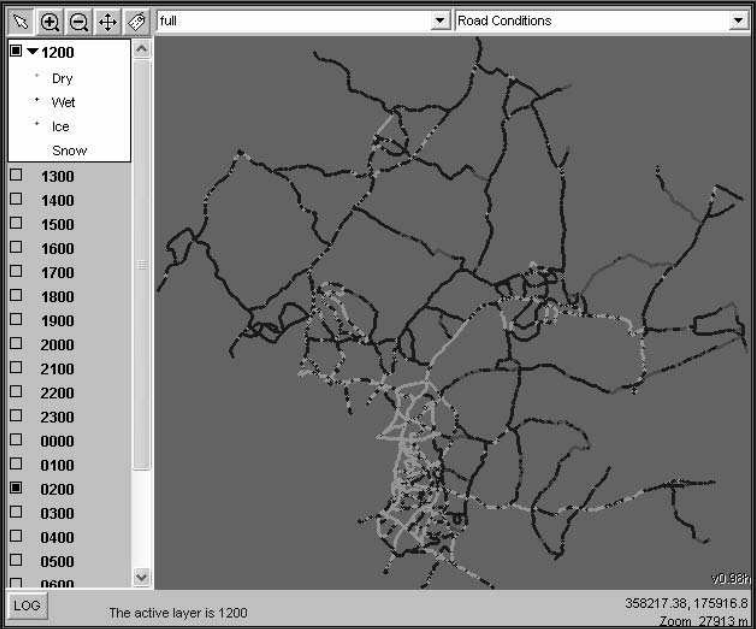 full
Road Conditions
1200
Dry
Wet
Ice
Snow
1300
1400
1500
1600
1700
1800
1900
2000
2100
2200
2300
0000
0100
0200
0300
0400
0500
0600
v0.98h
LOG
The active layer is 1200
358217.38, 175916.8
Zoom 27913 m